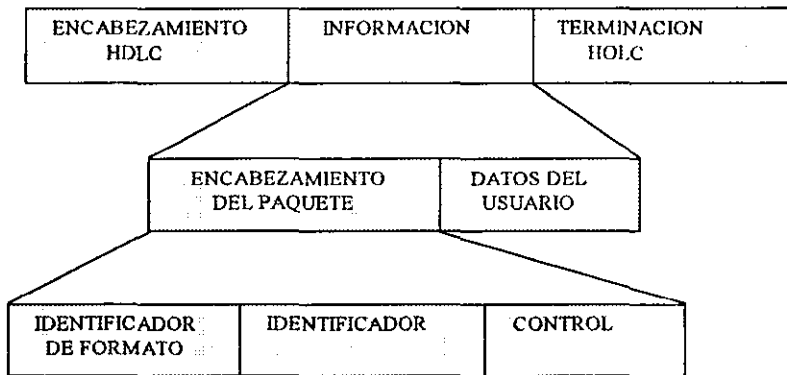 ENCABEZAMIENTO
HDLC
INFORMACION
TERMINACION
HOLC
ENCABEZAMIENTO
DEL PAQUETE
DATOS DEL
USUARIO
IDENTIFICADOR
DE FORMATO
IDENTIFICADOR
CONTROL